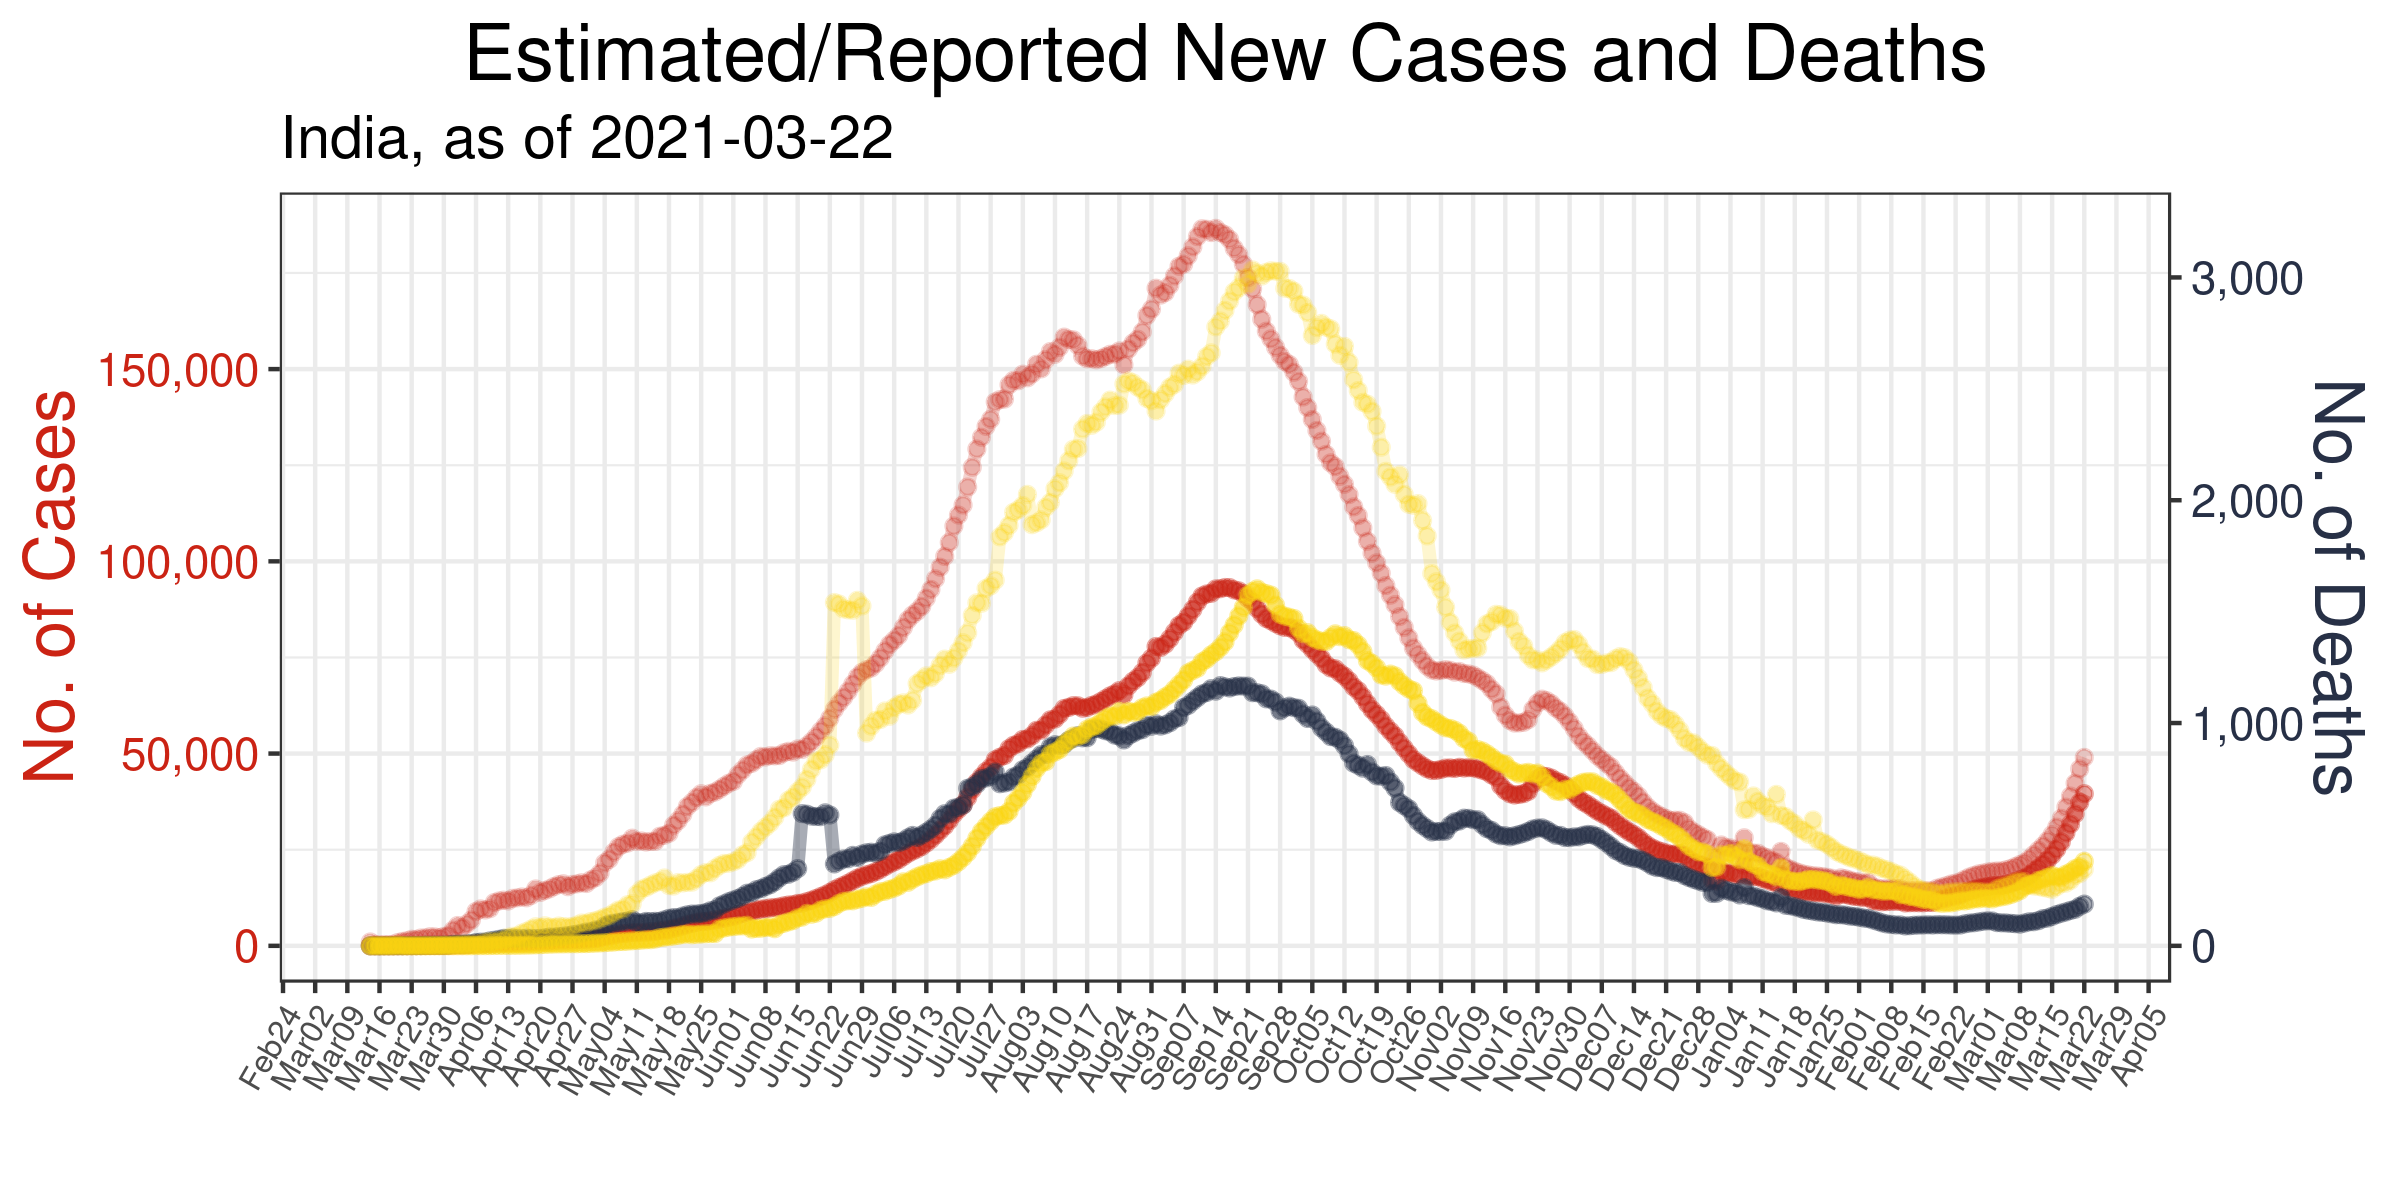 Estimated/Reported New Cases and Deaths
India, as of 2021-03-22
No. of Cases
150,000
100,000
50,000
0
3,000
2,000
1,000
0
No. of Deaths
Feb24
Mar02
Mar09
Mar16
Mar23
Mar30
Apr06
Apr13
Apr20
Apr27
May04
May11
May18
May25
Jun01
Jun08
Jun15
Jun22
Jun29
Jul06
Jul13
Jul20
Jul27
Aug03
Aug10
Aug17
Aug24
Aug31
Sep07
Sep14
Sep21
Sep28
Oct05
Oct12
Oct19
Oct26
Nov02
Nov09
Nov16
Nov23
Nov30
Dec07
Dec14
Dec21
Dec28
Jan04
Jan11
Jan18
Jan25
Feb01
Feb08
Feb15
Feb22
Mar01
Mar08
Mar15
Mar22
Mar29
Apr05